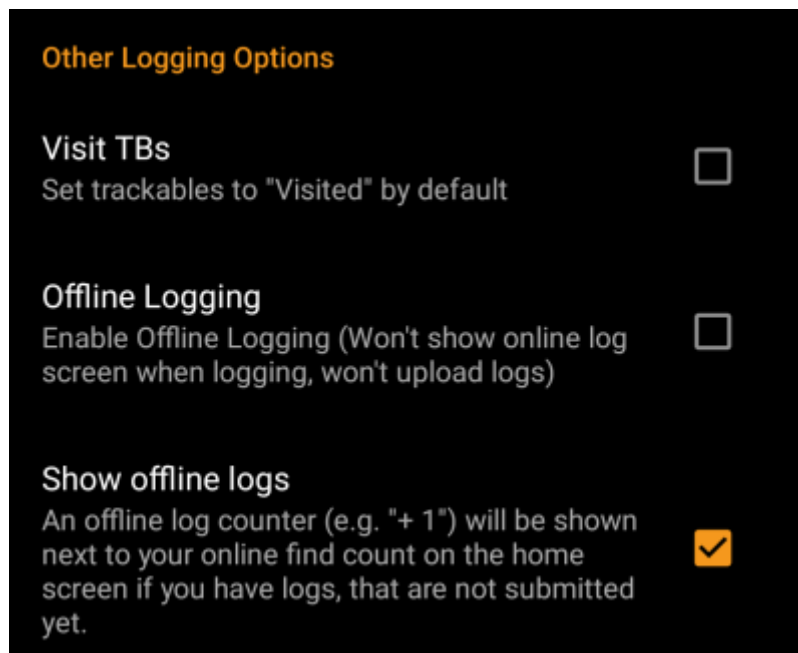 Other Logging Options
Visit TBs
Set trackables to "Visited" by default
Offline Logging
Enable Offline Logging (Won't show online log
screen when logging, won't upload logs)
Show offline logs
An offline log counter (e.g. "+ 1") will be shown
next to your online find count on the home
screen if you have logs, that are not submitted
yet.